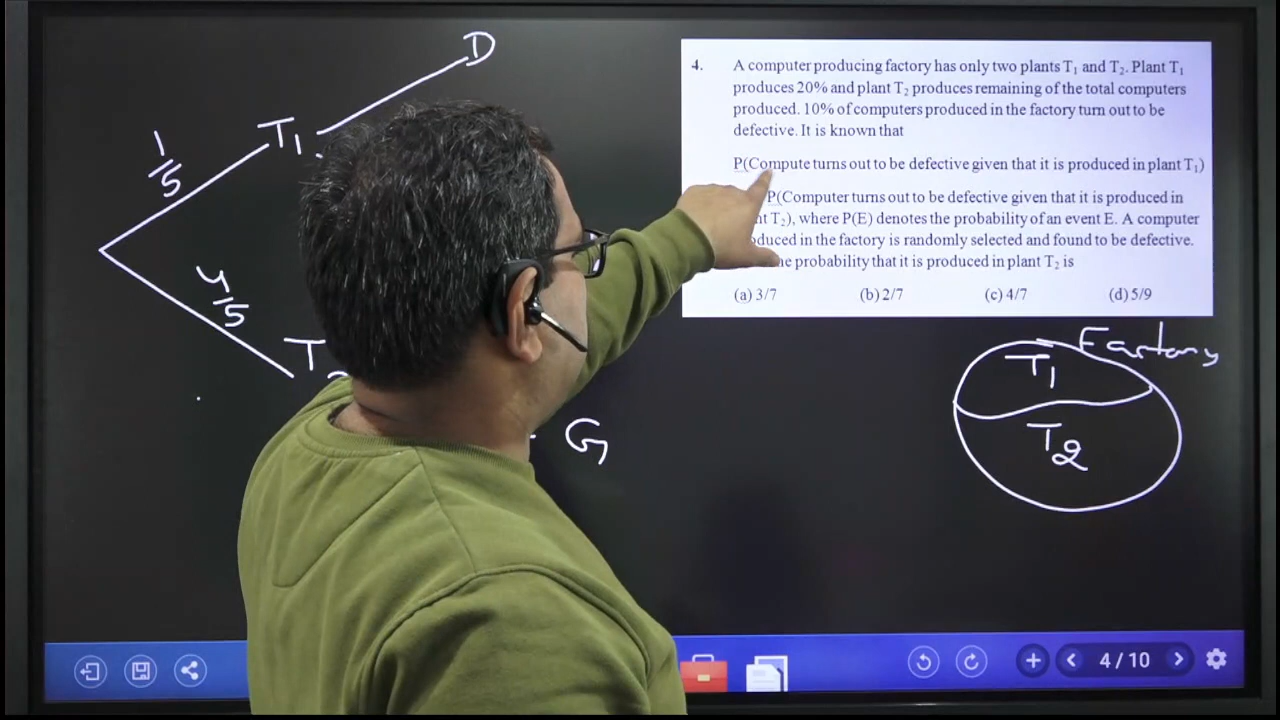 4. A computer producing factory has only two plants T₁ and T₂. Plant T₁
produces 20% and plant T₂ produces remaining of the total computers
produced. 10% of computers produced in the factory turn out to be
defective. It is known that
P(Compute turns out to be defective given that it is produced in plant T₁)
P(Computer turns out to be defective given that it is produced in
T₂), where P(E) denotes the probability of an event E. A computer
in the factory is randomly selected and found to be defective.
probability that it is produced in plant T₂ is
(a) 3/7 (b) 2/7 (c) 4/7 (d) 5/9
D
T₁
1/5
4/5
T
G
Factory
T₁
T₂
4 / 10